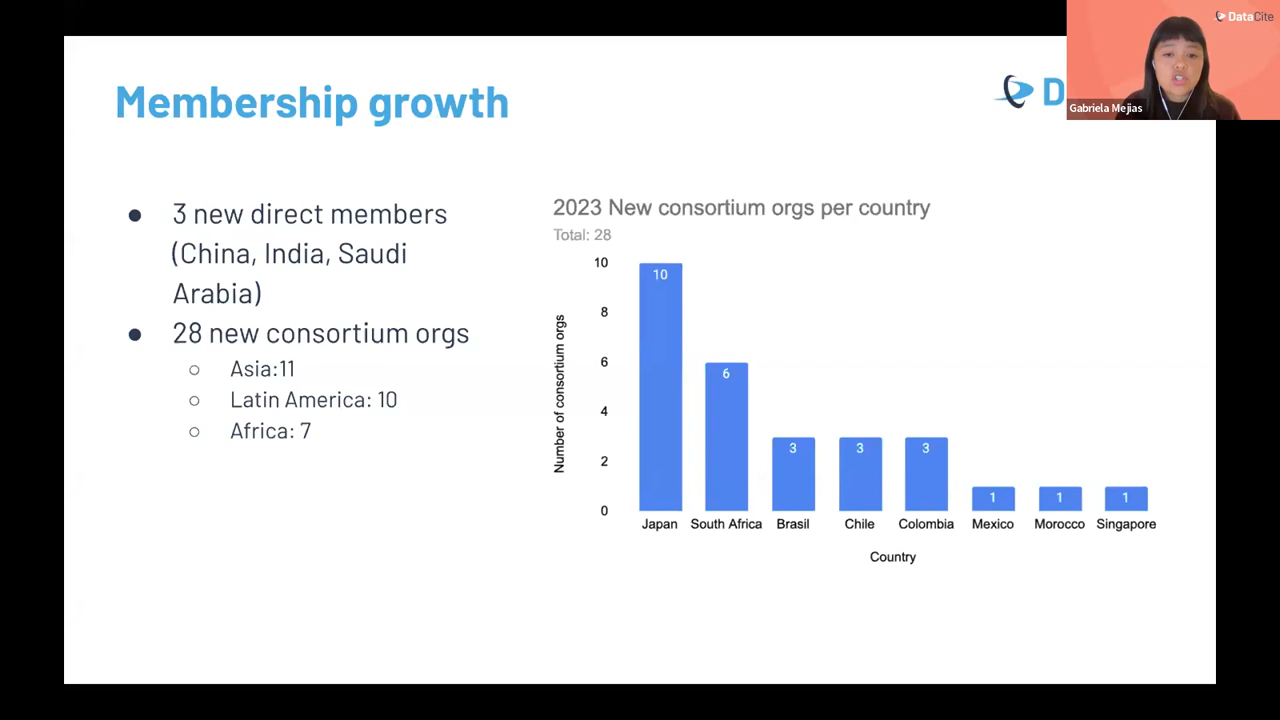 DataCite
Membership growth
D
Gabriela Mejias
● 3 new direct members
(China, India, Saudi
Arabia)
● 28 new consortium orgs
○ Asia:11
○ Latin America: 10
○ Africa: 7
2023 New consortium orgs per country
Total: 28
Number of consortium orgs
10
8
6
4
2
0
10
6
3
3
3
1
1
1
Japan South Africa Brasil Chile Colombia Mexico Morocco Singapore
Country